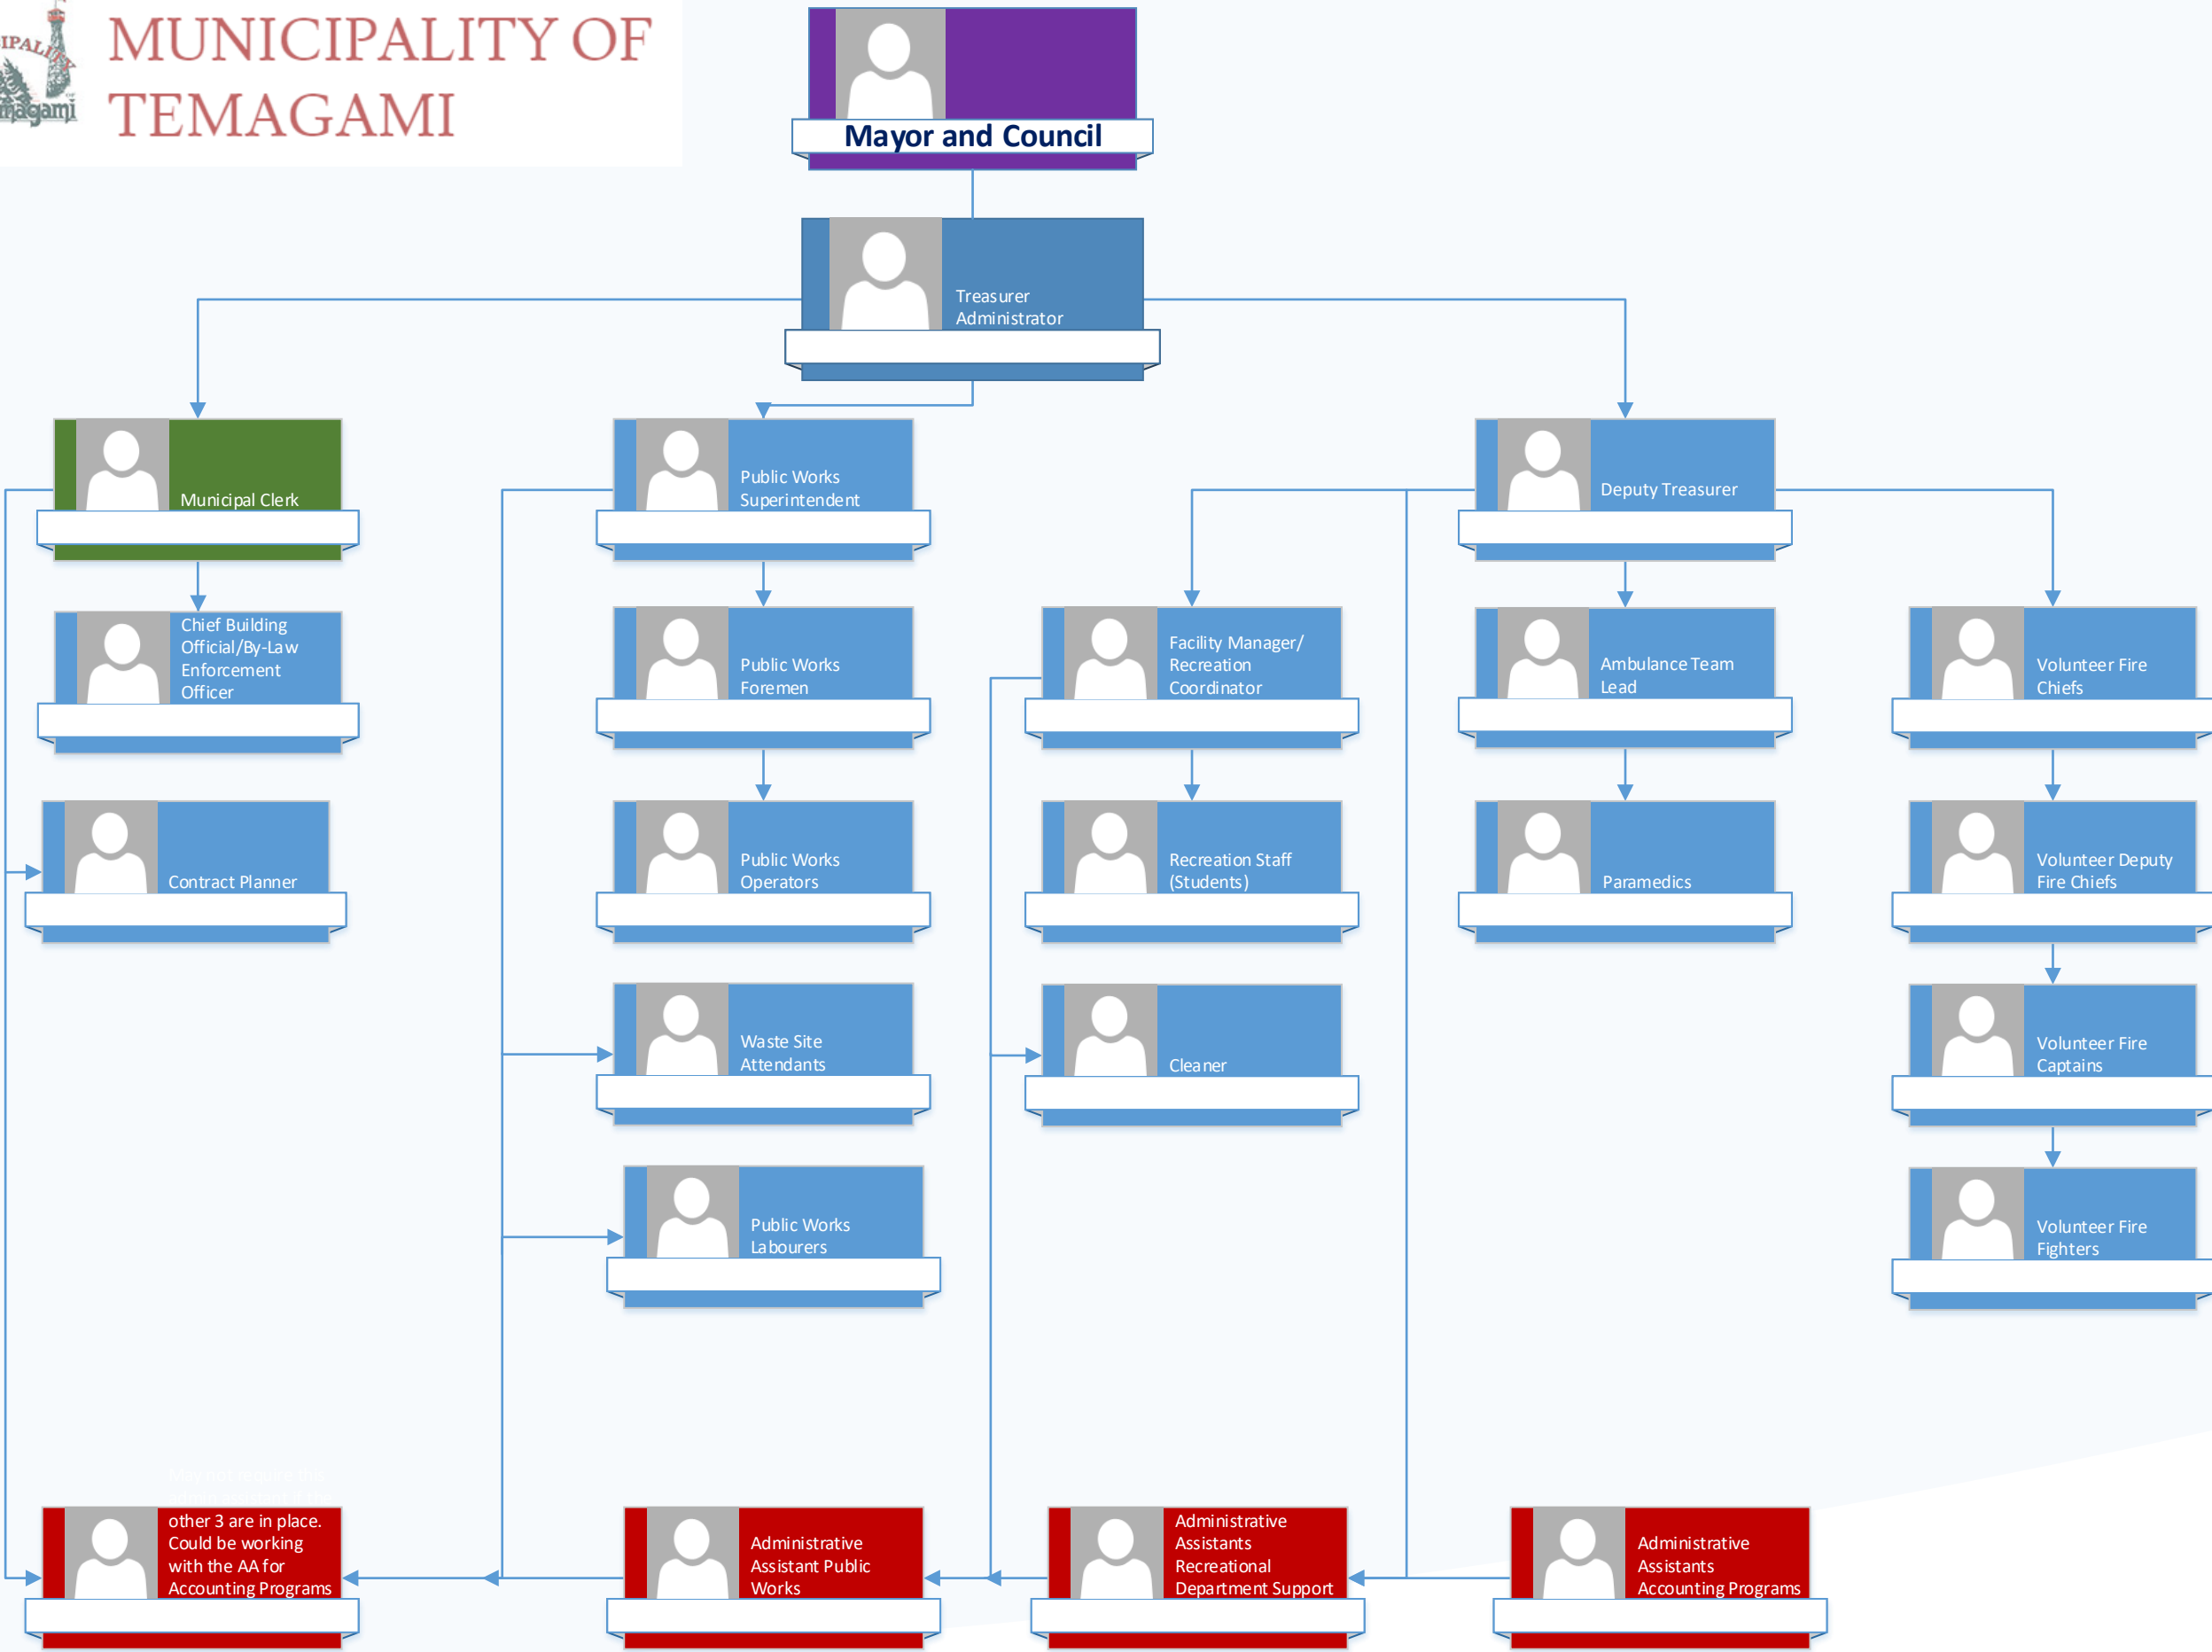 MUNICIPALITY OF
TEMAGAMI
Mayor and Council
Treasurer
Administrator
Municipal Clerk
Public Works
Superintendent
Deputy Treasurer
Chief Building
Official/By-Law
Enforcement
Officer
Public Works
Foremen
Facility Manager/
Recreation
Coordinator
Ambulance Team
Lead
Volunteer Fire
Chiefs
Contract Planner
Public Works
Operators
Recreation Staff
(Students)
Paramedics
Volunteer Deputy
Fire Chiefs
Waste Site
Attendants
Cleaner
Volunteer Fire
Captains
Public Works
Labourers
Volunteer Fire
Fighters
May not require this
other 3 are in place.
Could be working
with the AA for
Accounting Programs
Administrative
Assistant Public
Works
Administrative
Assistants
Recreational
Department Support
Administrative
Assistants
Accounting Programs